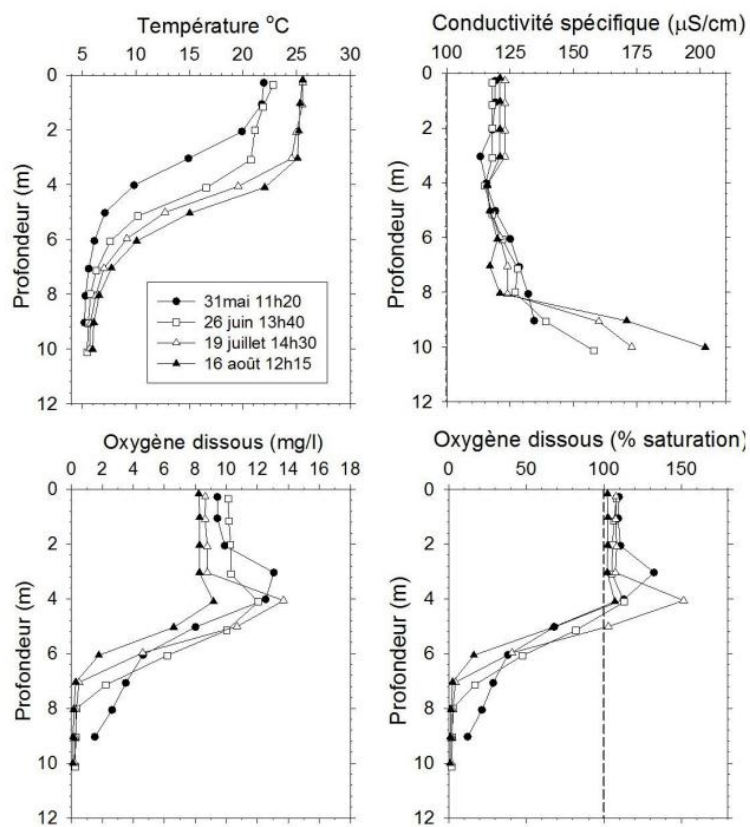 Température °C
5 10 15 20 25 30
Profondeur (m)
0
2
4
6
8
10
12
31mai 11h20
26 juin 13h40
19 juillet 14h30
16 août 12h15
Conductivité spécifique (µS/cm)
100 125 150 175 200
Profondeur (m)
0
2
4
6
8
10
12
Oxygène dissous (mg/l)
0 2 4 6 8 10 12 14 16 18
Profondeur (m)
0
2
4
6
8
10
12
Oxygène dissous (% saturation)
0 50 100 150
Profondeur (m)
0
2
4
6
8
10
12